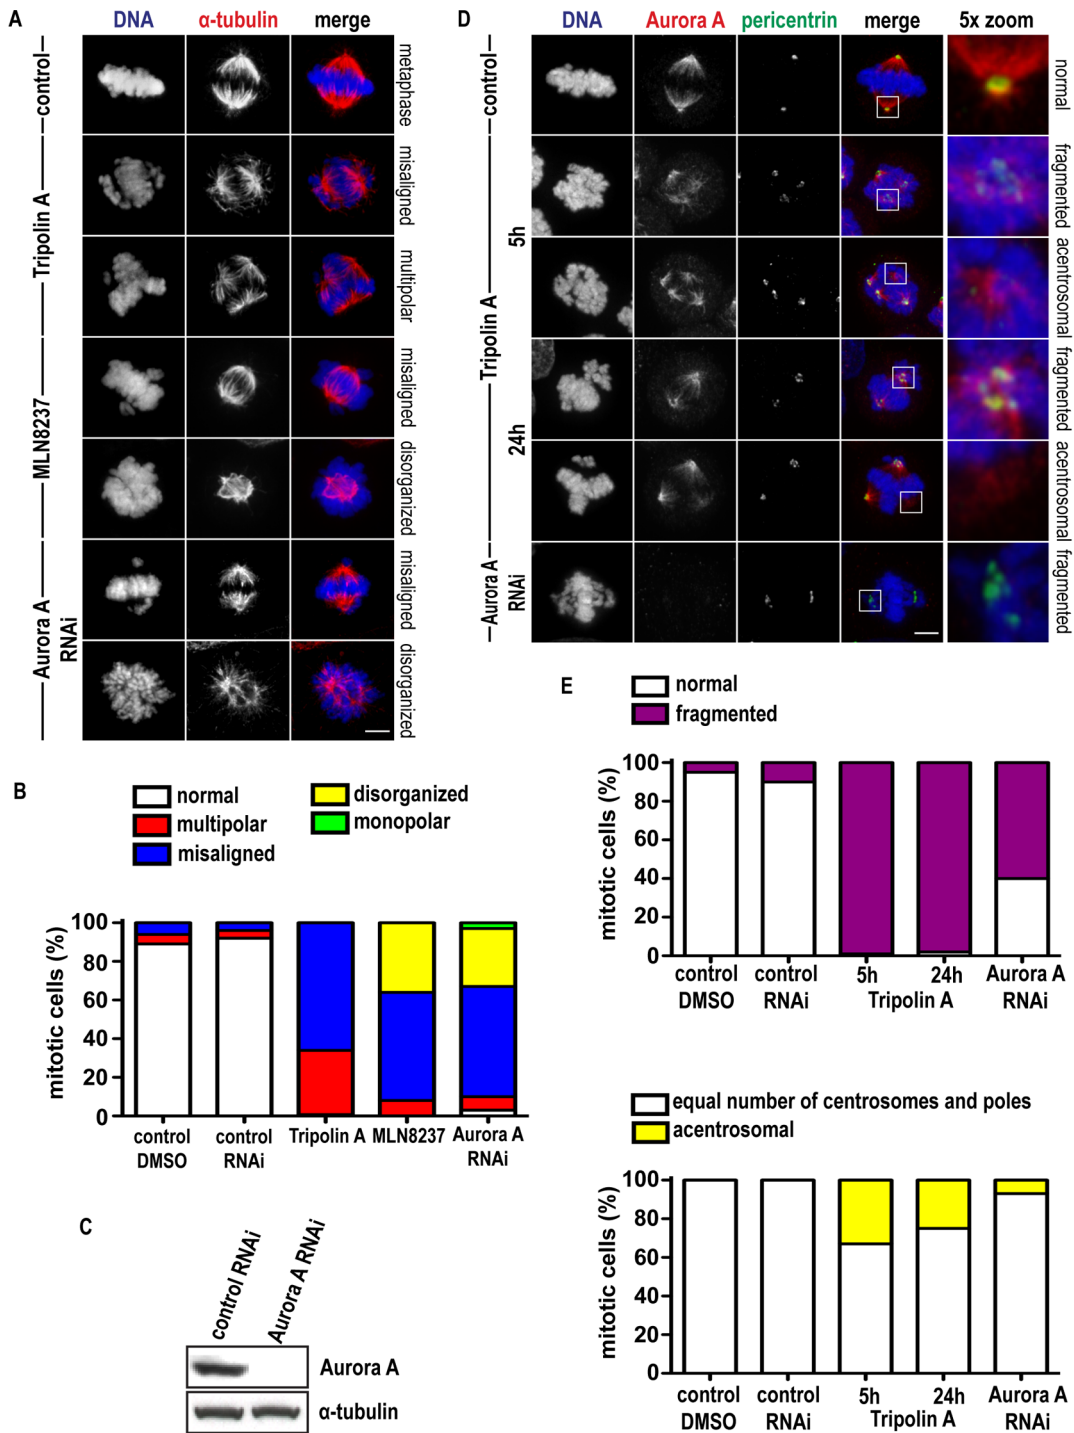 A
DNA
α-tubulin
merge
control
Tripolin A
MLN8237
Aurora A
RNAi
metaphase
misaligned
multipolar
misaligned
disorganized
misaligned
disorganized
D
DNA
Aurora A
pericentrin
merge
5x zoom
control
5h
Tripolin A
24h
Aurora A
RNAi
normal
fragmented
acentrosomal
fragmented
acentrosomal
fragmented
B
normal
multipolar
misaligned
disorganized
monopolar
mitotic cells (%)
100
80
60
40
20
0
control
DMSO
control
RNAi
Tripolin A
MLN8237
Aurora A
RNAi
C
control RNAi
Aurora A RNAi
Aurora A
α-tubulin
E
normal
fragmented
mitotic cells (%)
100
80
60
40
20
0
control
DMSO
control
RNAi
5h
24h
Tripolin A
Aurora A
RNAi
equal number of centrosomes and poles
acentrosomal
mitotic cells (%)
100
80
60
40
20
0
control
DMSO
control
RNAi
5h
24h
Tripolin A
Aurora A
RNAi